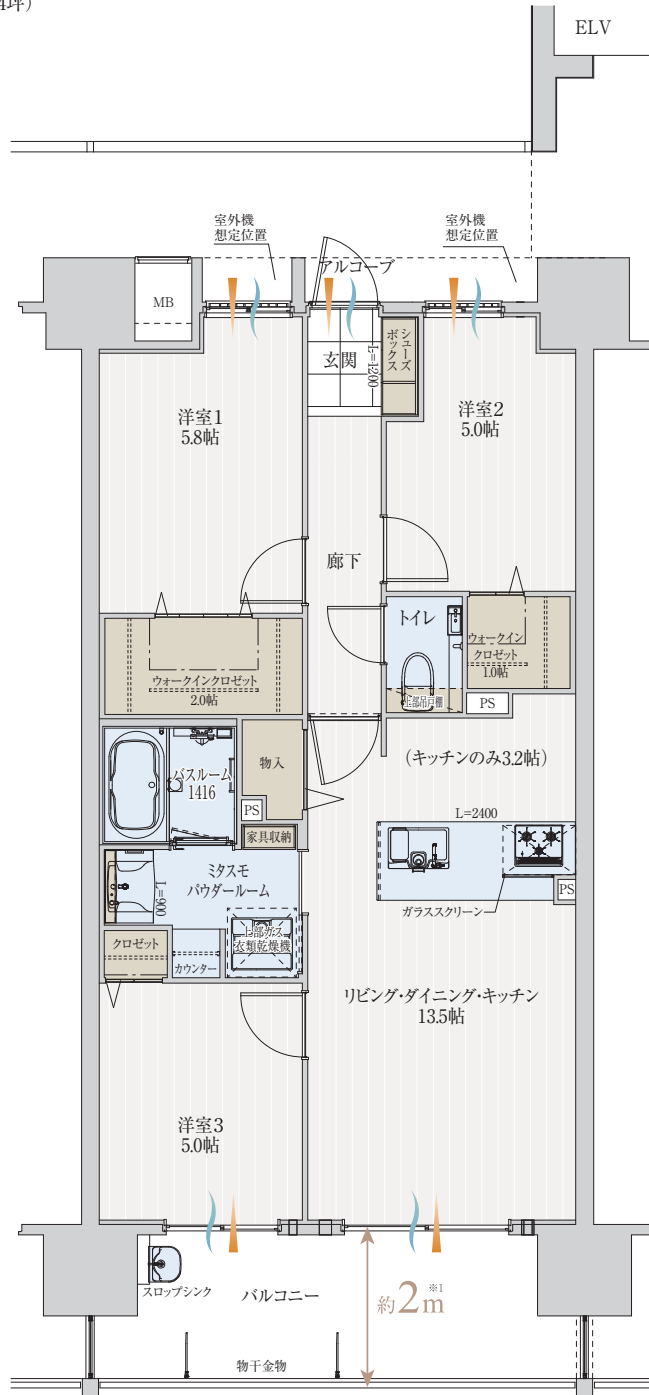 4坪）
ELV
室外機
想定位置
室外機
想定位置
アルコーブ
MB
玄関
L=1200
シューズ
ボックス
洋室1
5.8帖
洋室2
5.0帖
廊下
トイレ
ウォークイン
クロゼット
1.0帖
ウォークインクロゼット
2.0帖
上部吊戸棚
PS
物入
(キッチンのみ3.2帖)
バスルーム
1416
PS
L=2400
家具収納
ミタスモ
パウダールーム
L=900
PS
ガラススクリーン
上部ガス
衣類乾燥機
クロゼット
カウンター
リビング・ダイニング・キッチン
13.5帖
洋室3
5.0帖
スロップシンク
バルコニー
約2m※1
物干金物